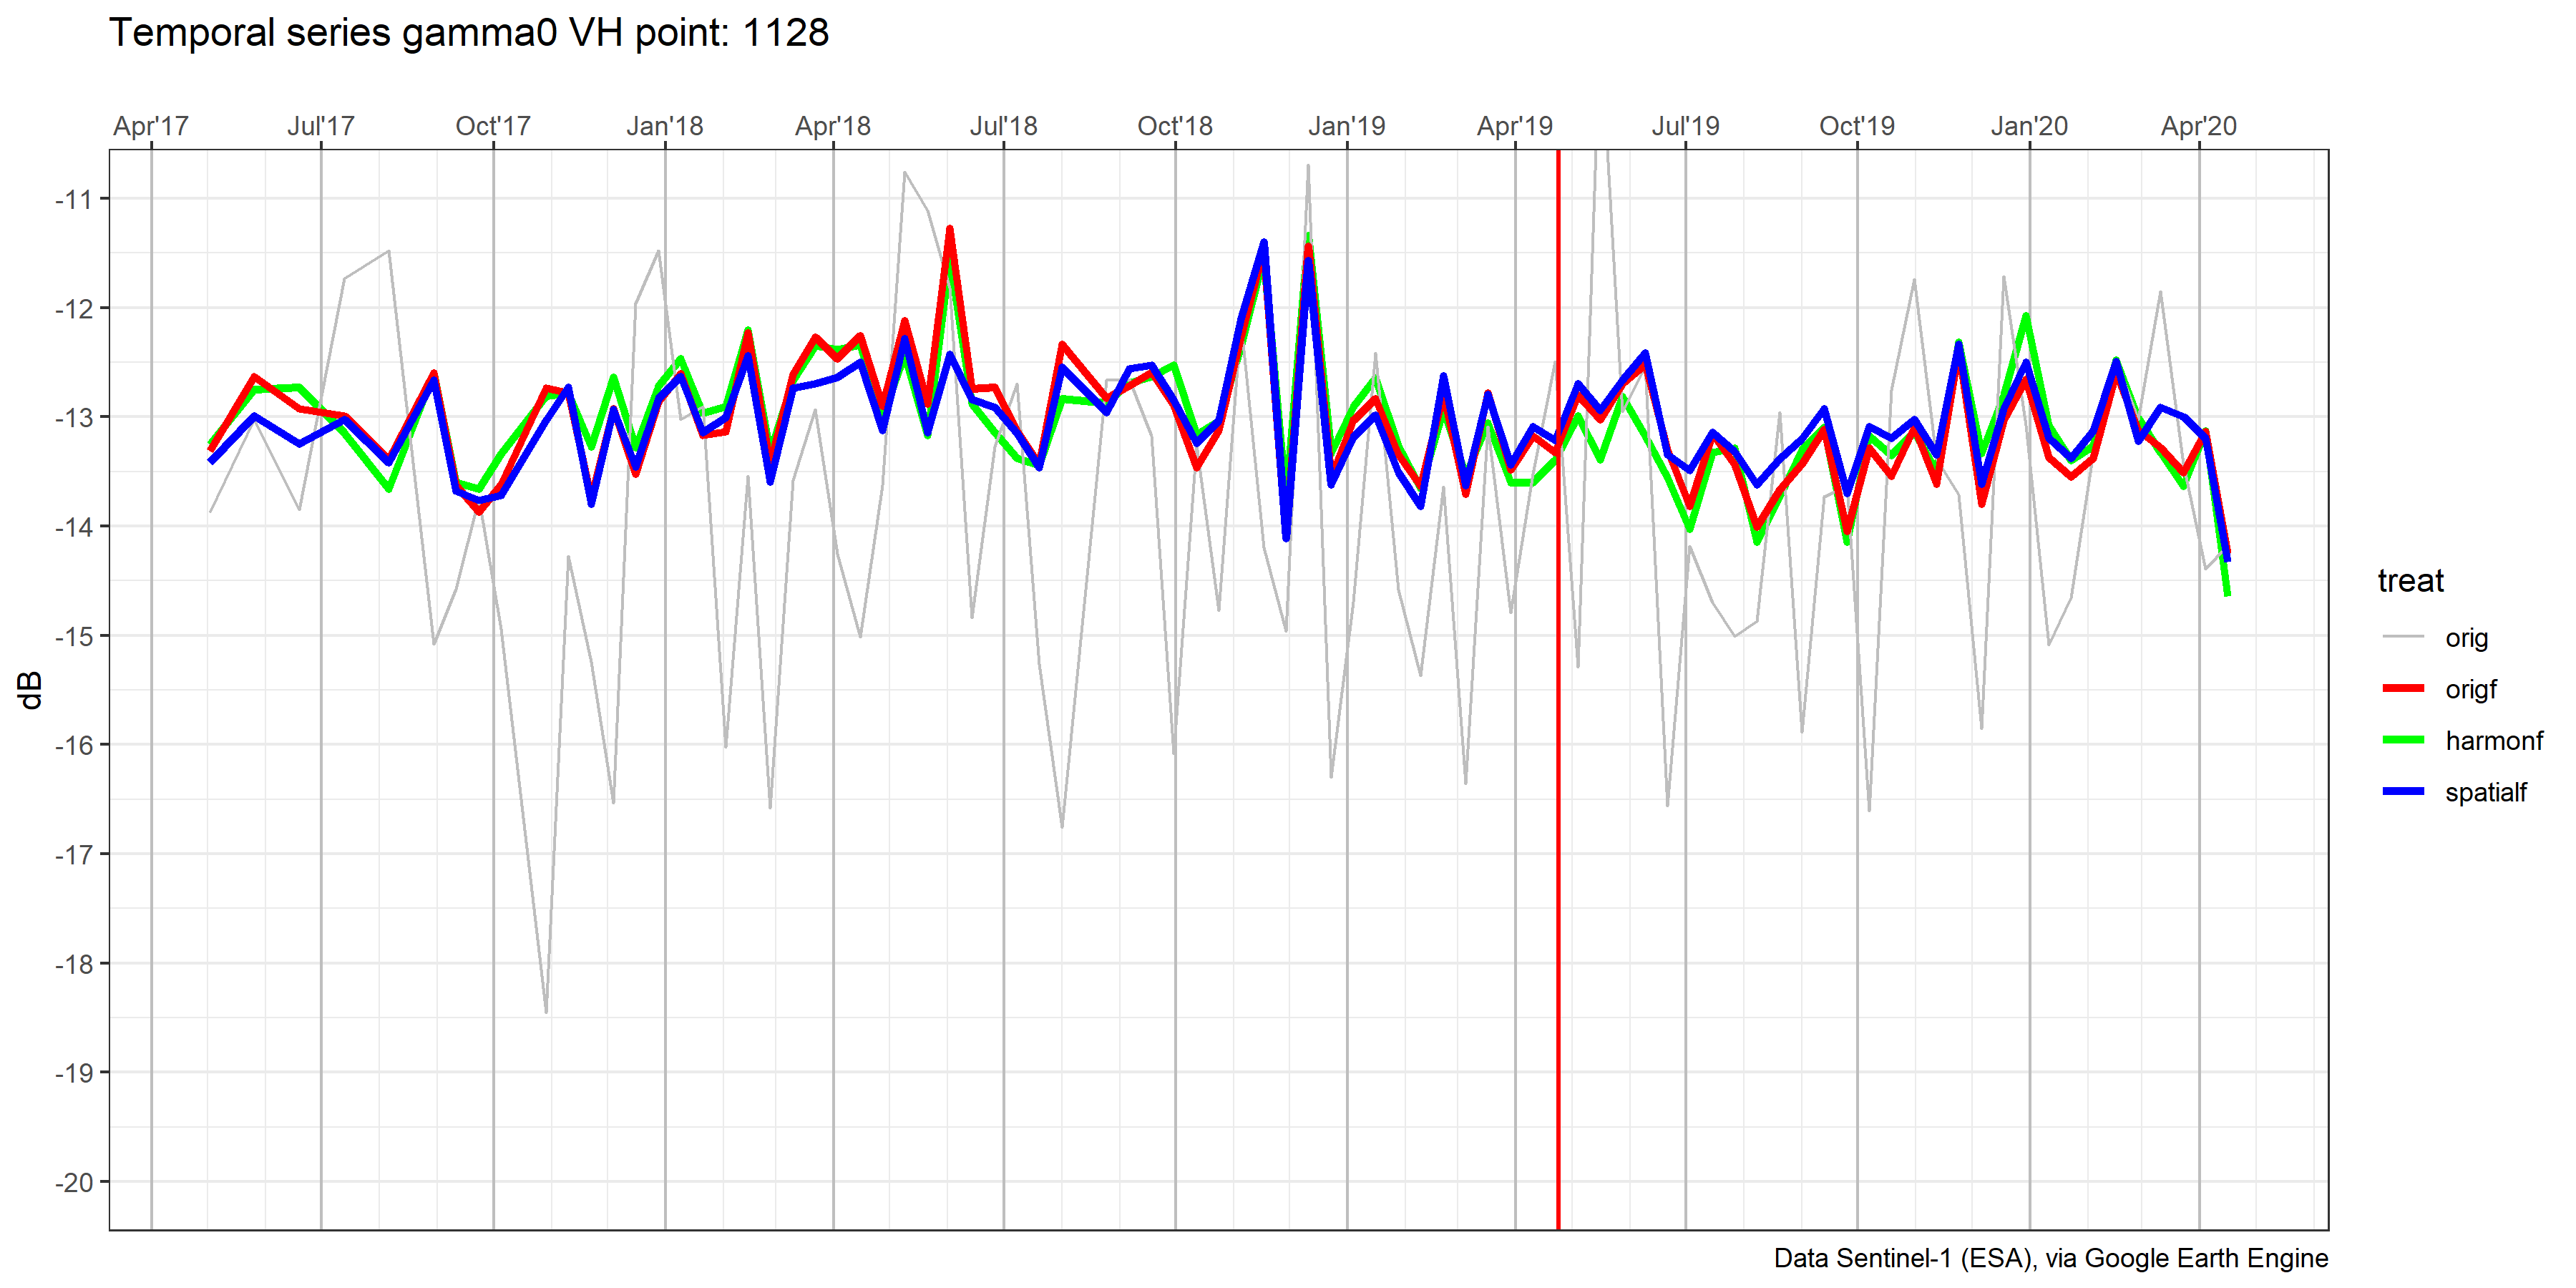 Temporal series gamma0 VH point: 1128
Apr'17 Jul'17 Oct'17 Jan'18 Apr'18 Jul'18 Oct'18 Jan'19 Apr'19 Jul'19 Oct'19 Jan'20 Apr'20
-11
-12
-13
-14
-15
-16
-17
-18
-19
-20
dB
treat
orig
origf
harmonf
spatialf
Data Sentinel-1 (ESA), via Google Earth Engine